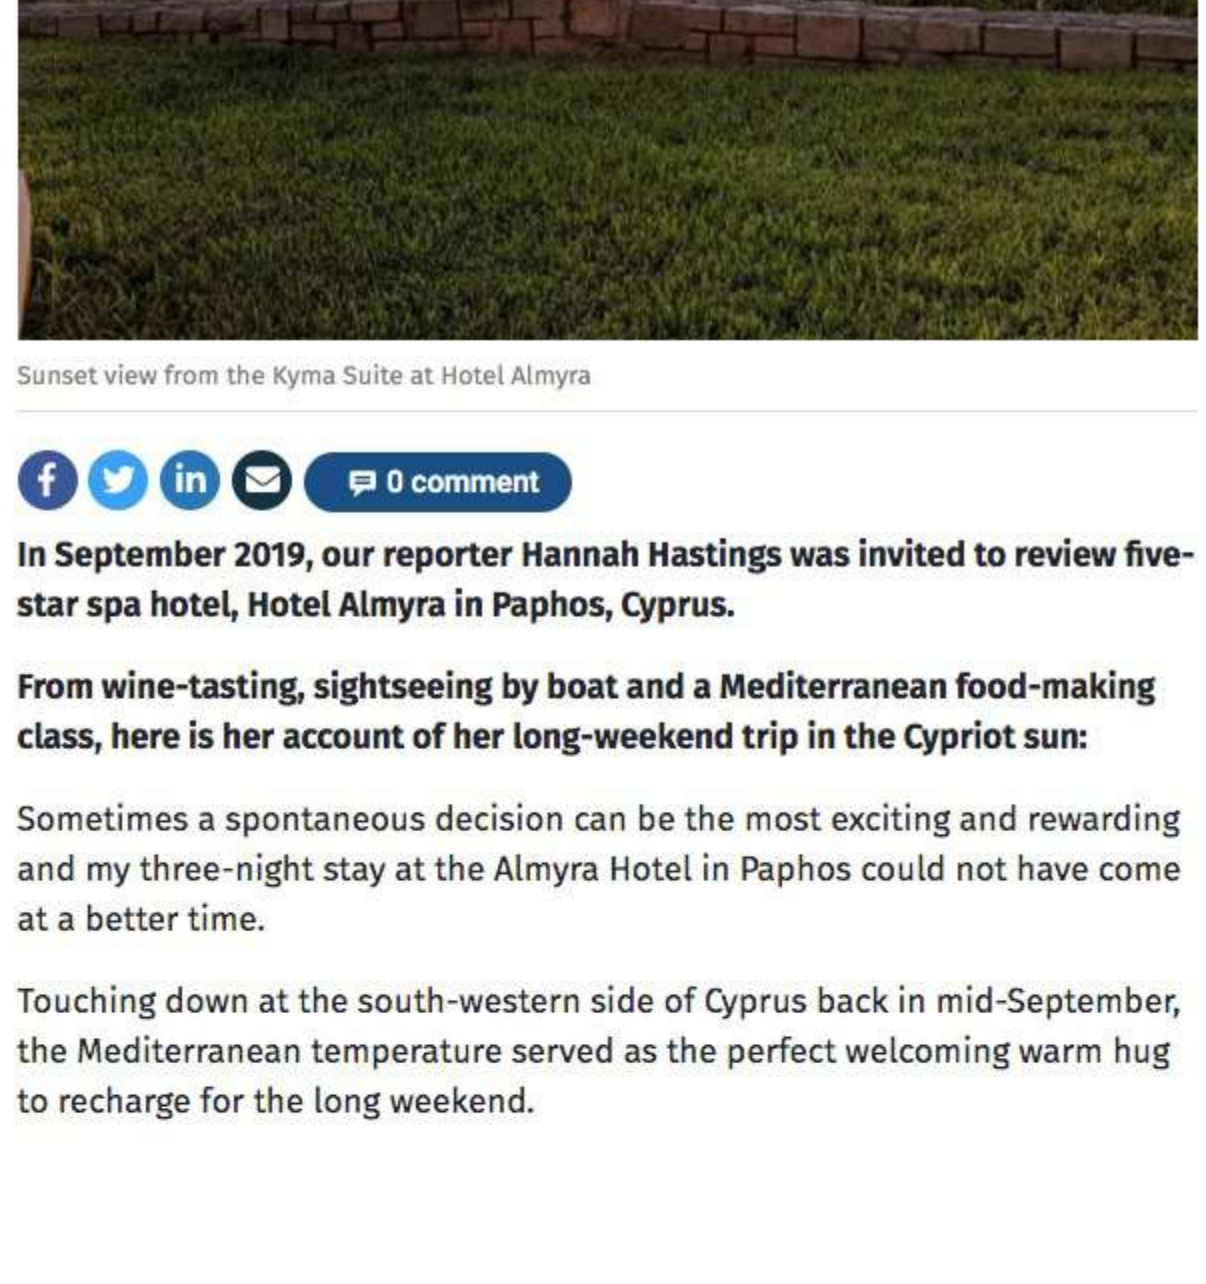 Sunset view from the Kyma Suite at Hotel Almyra
f in 0 comment
In September 2019, our reporter Hannah Hastings was invited to review five-
star spa hotel, Hotel Almyra in Paphos, Cyprus.
From wine-tasting, sightseeing by boat and a Mediterranean food-making
class, here is her account of her long-weekend trip in the Cypriot sun:
Sometimes a spontaneous decision can be the most exciting and rewarding
and my three-night stay at the Almyra Hotel in Paphos could not have come
at a better time.
Touching down at the south-western side of Cyprus back in mid-September,
the Mediterranean temperature served as the perfect welcoming warm hug
to recharge for the long weekend.